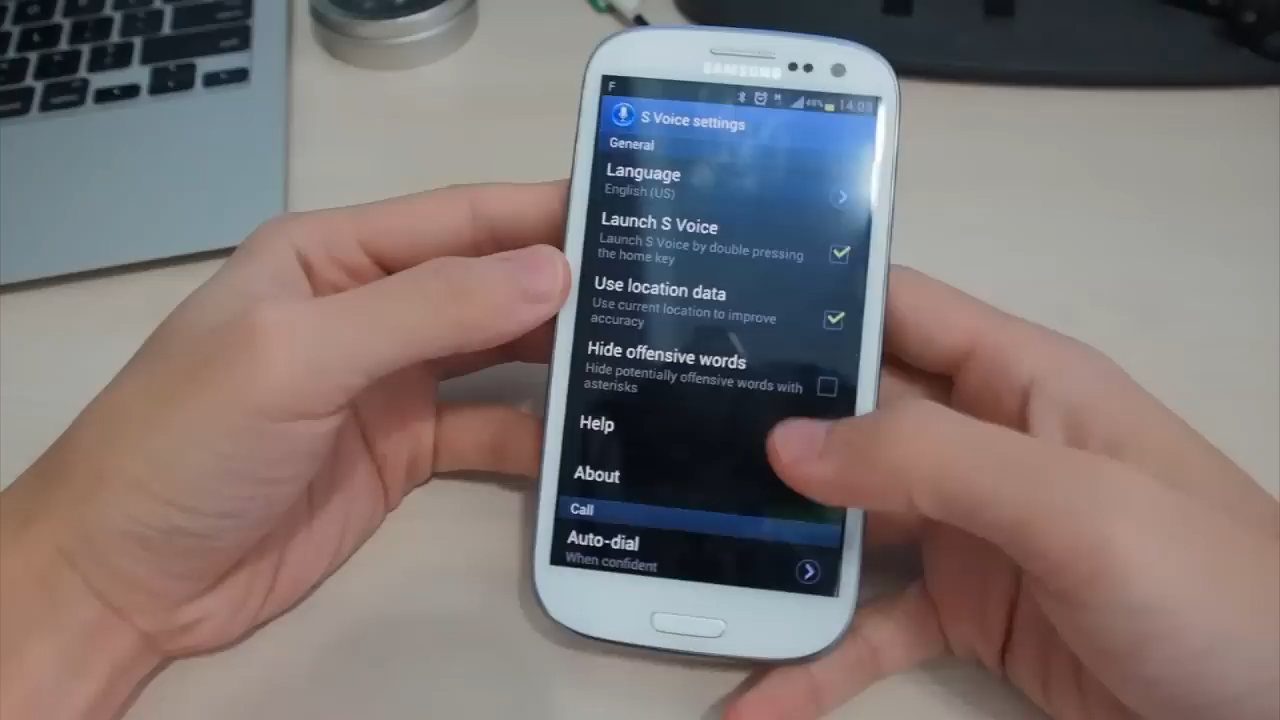 SAMSUNG
F 48% 14:09
S Voice settings
General
Language
English (US)
Launch S Voice
Launch S Voice by double pressing
the home key
Use location data
Use current location to improve
accuracy
Hide offensive words
Hide potentially offensive words with
asterisks
Help
About
Call
Auto-dial
When confident